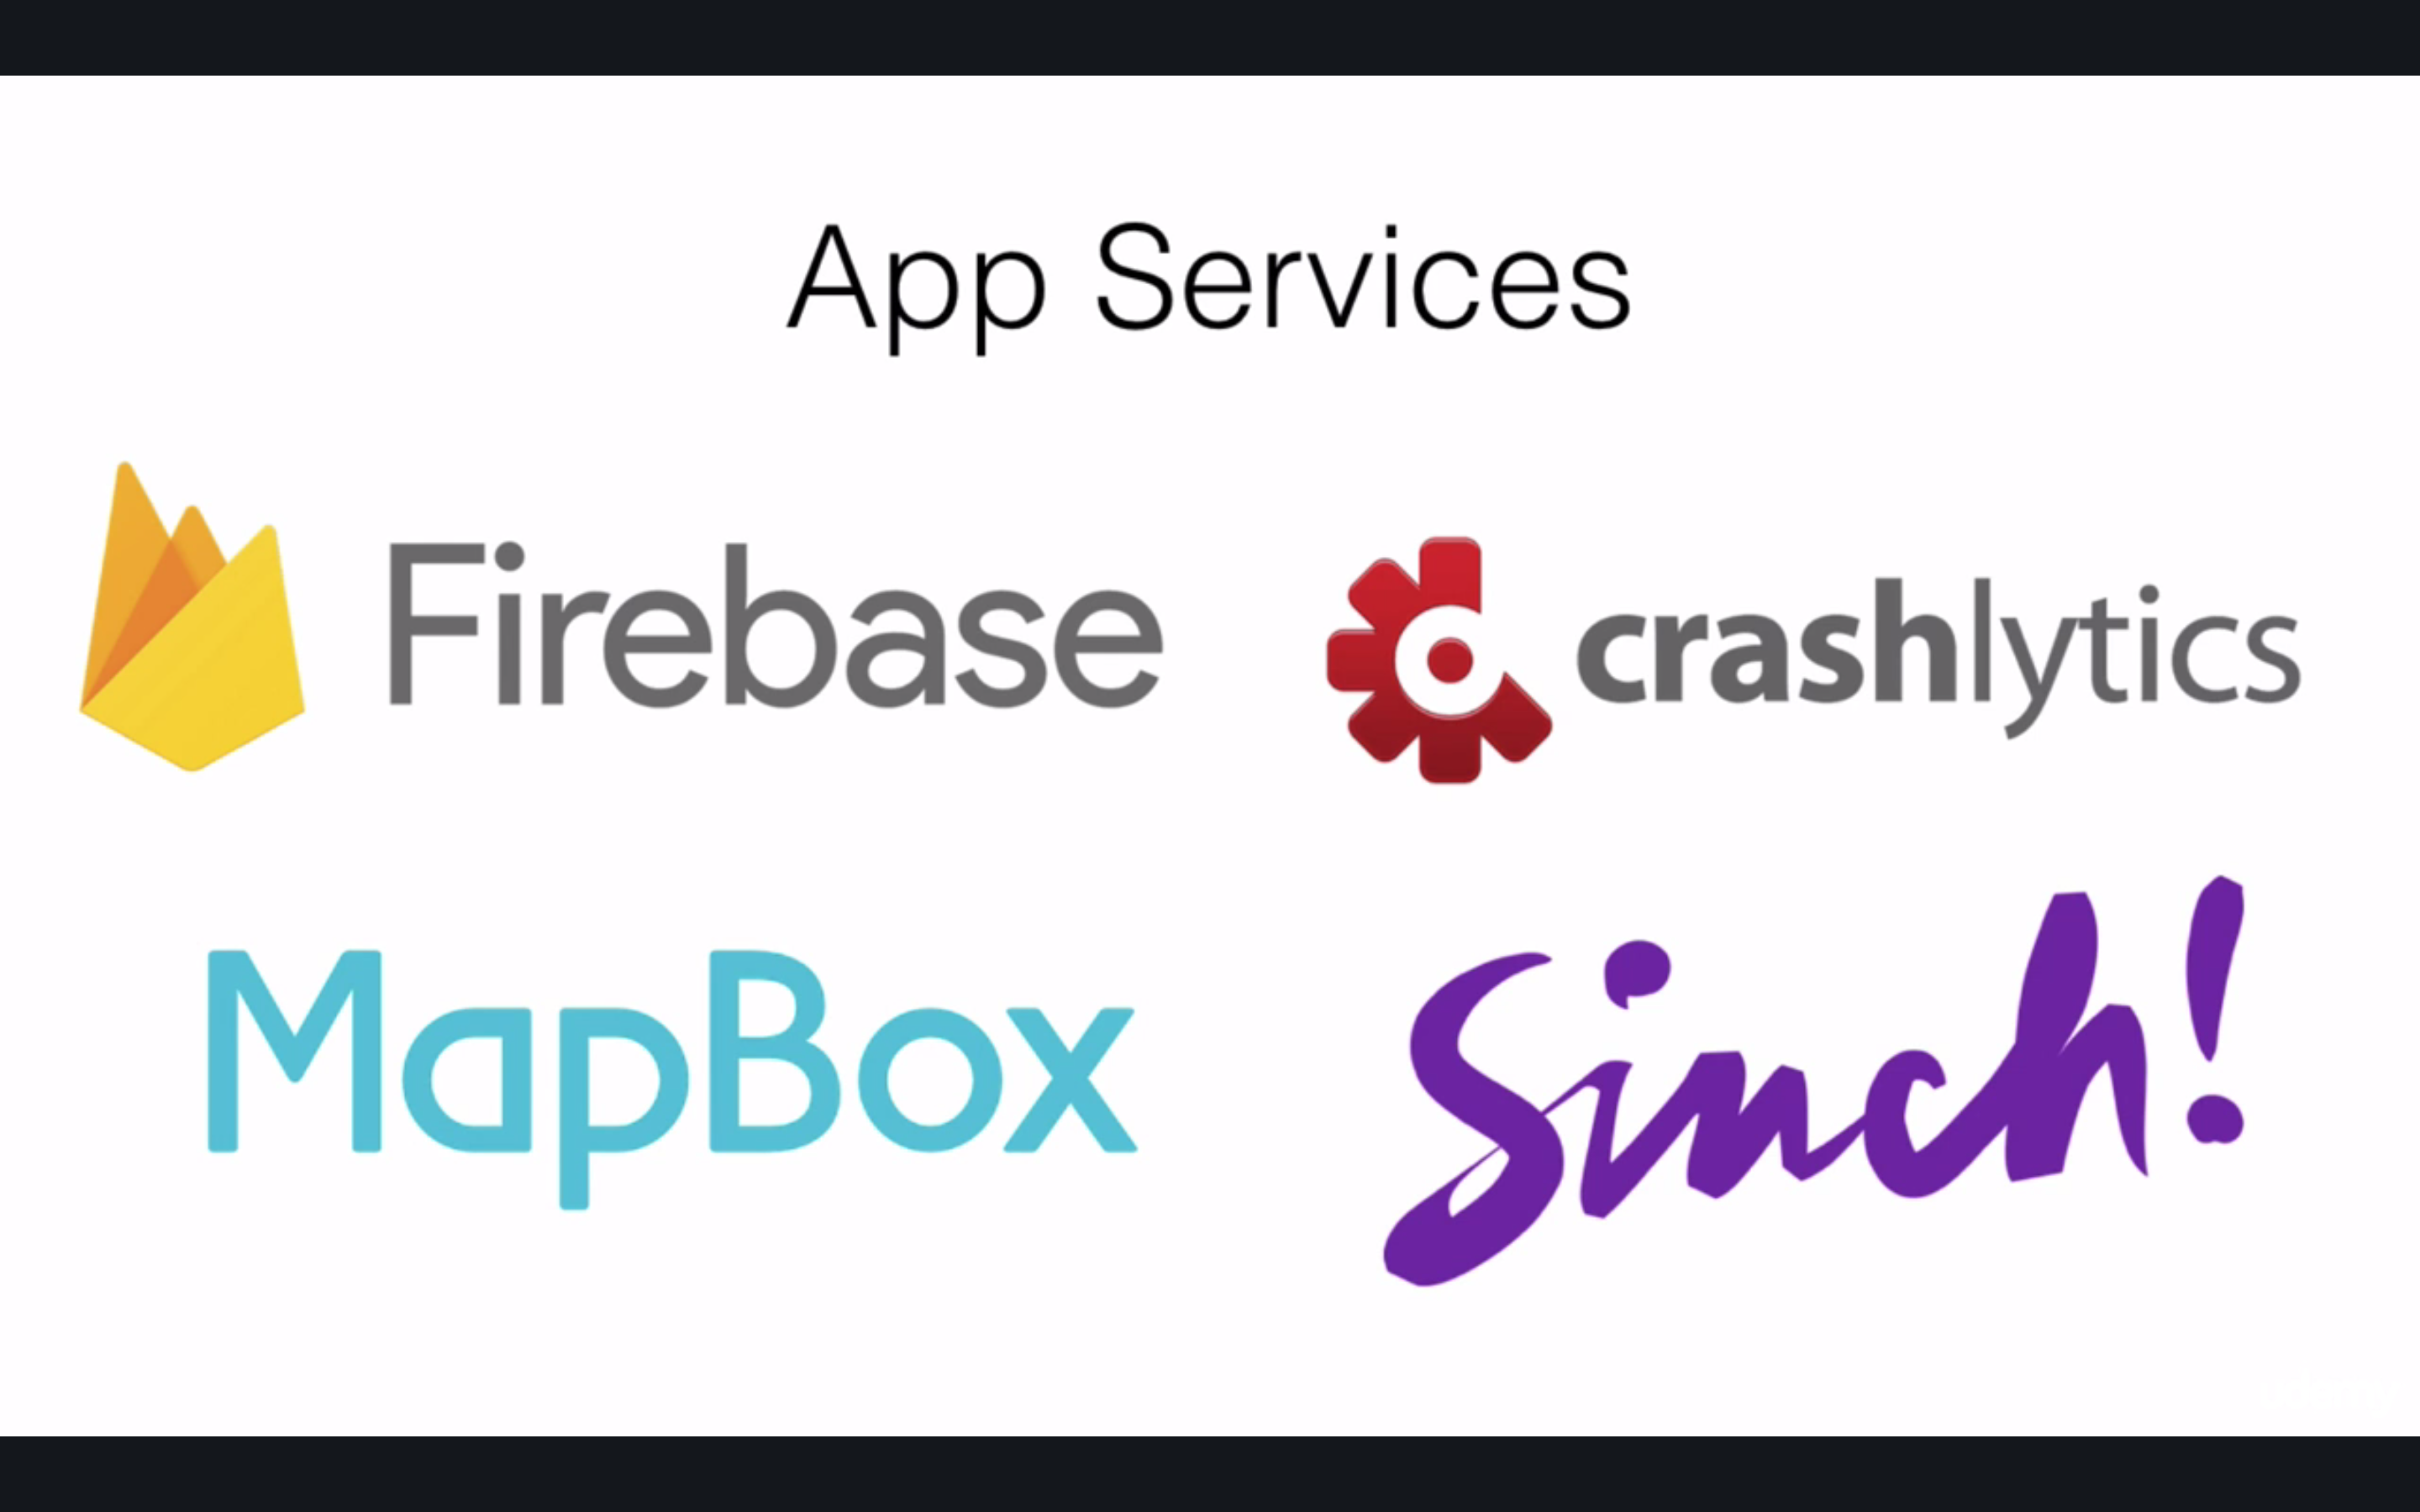 App Services
Firebase
crashlytics
MapBox
Sinch!